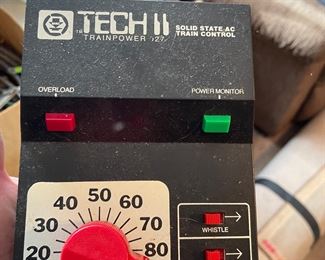 TECH II
SOLID STATE-AC
TRAIN CONTROL
TRAINPOWER 027
OVERLOAD
POWER MONITOR
50
40 60
30 70
20 80
WHISTLE